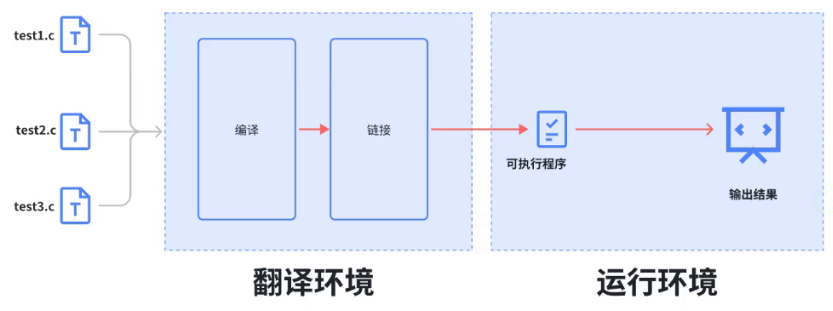 test1.c
test2.c
test3.c
编译
链接
可执行程序
输出结果
翻译环境
运行环境